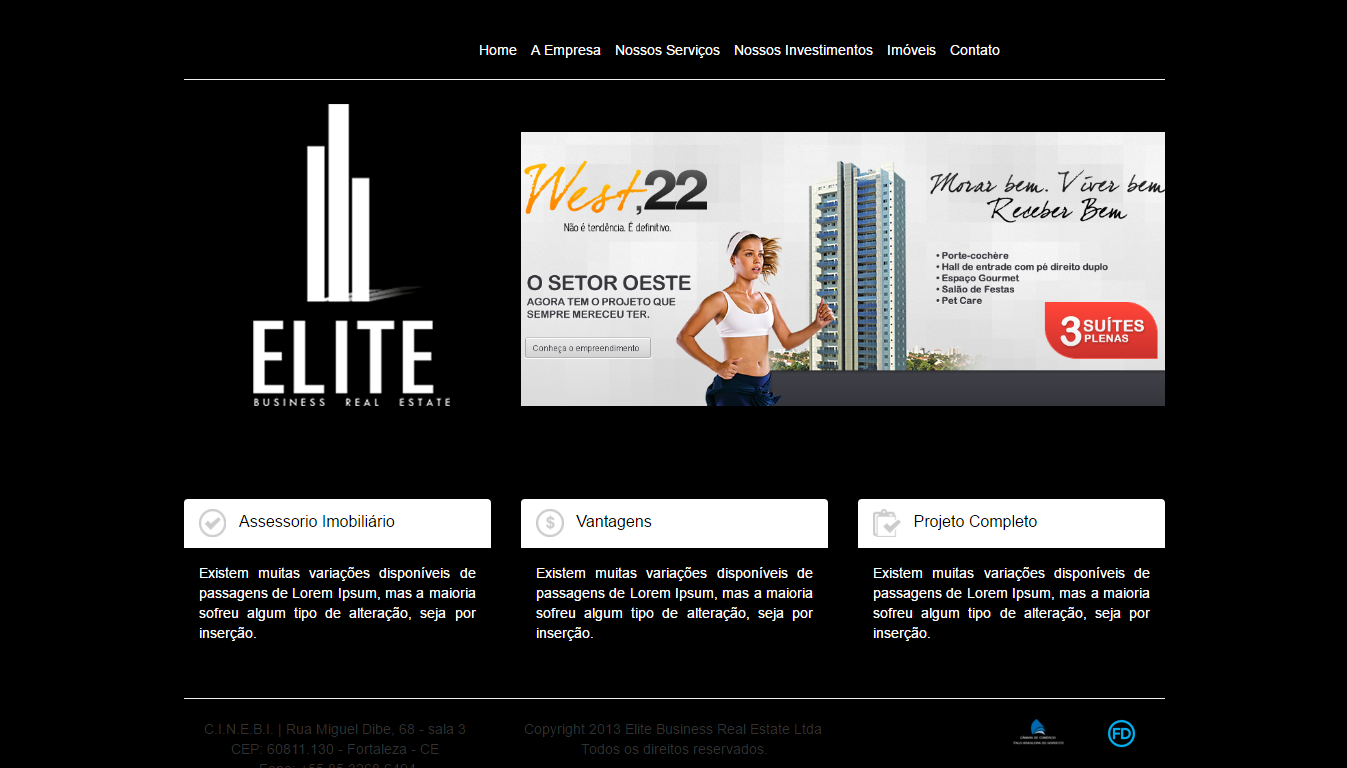 Home A Empresa Nossos Serviços Nossos Investimentos Imóveis Contato
ELITE
BUSINESS REAL ESTATE
West,22
Não é tendência. É definitivo.
O SETOR OESTE
AGORA TEM O PROJETO QUE
SEMPRE MERECEU TER.
Conheça o empreendimento
Morar bem. Viver bem
Receber Bem
• Porte-cochère
• Hall de entrade com pé direito duplo
• Espaço Gourmet
• Salão de Festas
• Pet Care
3 SUÍTES
PLENAS
Assessorio Imobiliário
Existem muitas variações disponíveis de
passagens de Lorem Ipsum, mas a maioria
sofreu algum tipo de alteração, seja por
inserção.
$ Vantagens
Existem muitas variações disponíveis de
passagens de Lorem Ipsum, mas a maioria
sofreu algum tipo de alteração, seja por
inserção.
Projeto Completo
Existem muitas variações disponíveis de
passagens de Lorem Ipsum, mas a maioria
sofreu algum tipo de alteração, seja por
inserção.
C.I.N.E.B.I. | Rua Miguel Dibe, 68 - sala 3
CEP: 60811.130 - Fortaleza - CE
Copyright 2013 Elite Business Real Estate Ltda
Todos os direitos reservados.
FD